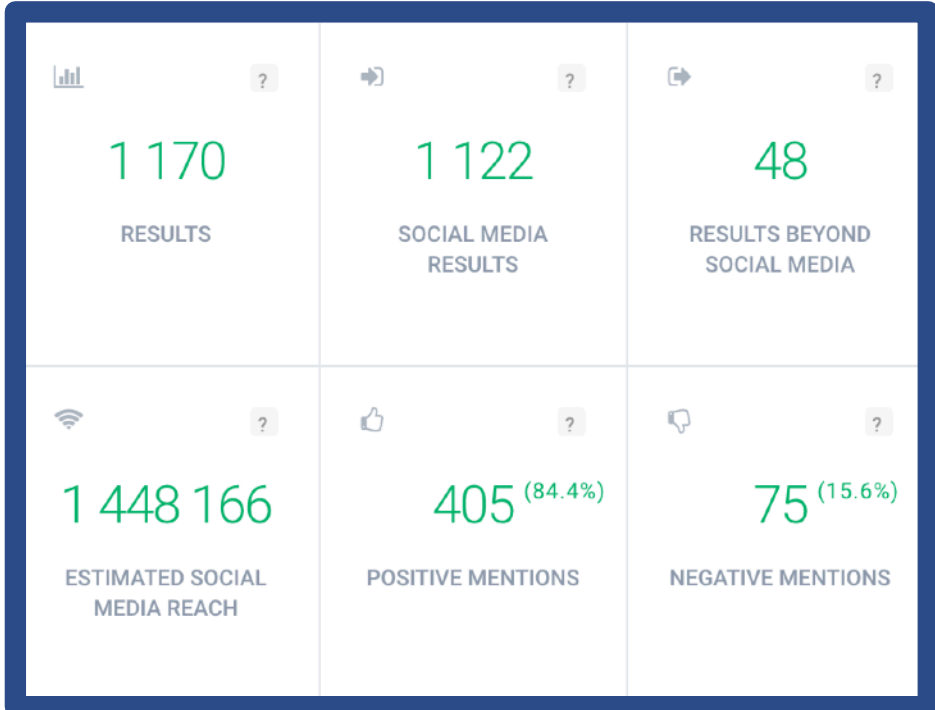 ?
?
?
1 170
1 122
48
RESULTS
SOCIAL MEDIA
RESULTS
RESULTS BEYOND
SOCIAL MEDIA
?
?
?
1 448 166
405 (84.4%)
75 (15.6%)
ESTIMATED SOCIAL
MEDIA REACH
POSITIVE MENTIONS
NEGATIVE MENTIONS